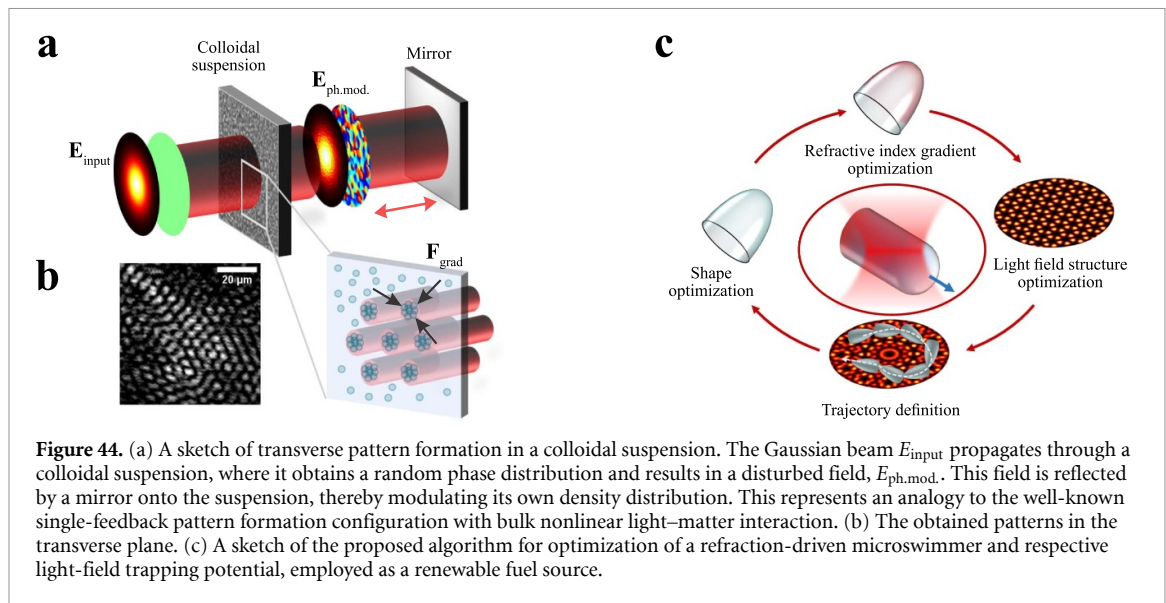 a
Colloidal
suspension
Mirror
E_ph.mod.
E_input
b
20 µm
F_grad
c
Refractive index gradient
optimization
Shape
optimization
Light field structure
optimization
Trajectory definition
Figure 44. (a) A sketch of transverse pattern formation in a colloidal suspension. The Gaussian beam E_input propagates through a
colloidal suspension, where it obtains a random phase distribution and results in a disturbed field, E_ph.mod.. This field is reflected
by a mirror onto the suspension, thereby modulating its own density distribution. This represents an analogy to the well-known
single-feedback pattern formation configuration with bulk nonlinear light–matter interaction. (b) The obtained patterns in the
transverse plane. (c) A sketch of the proposed algorithm for optimization of a refraction-driven microswimmer and respective
light-field trapping potential, employed as a renewable fuel source.